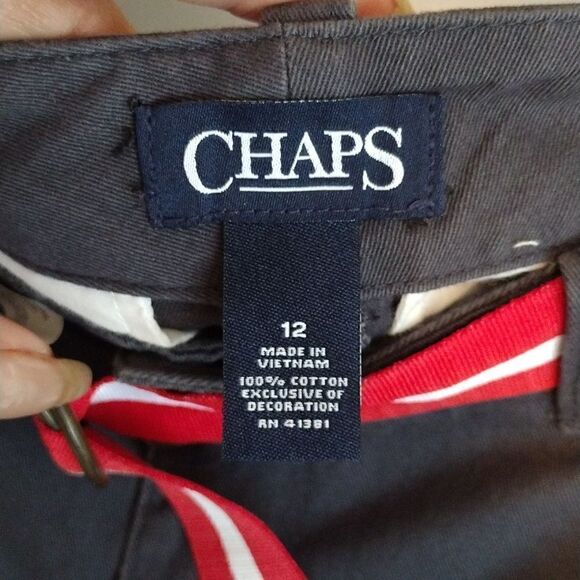 CHAPS
12
MADE IN
VIETNAM
100% COTTON
EXCLUSIVE OF
DECORATION
RN 41381